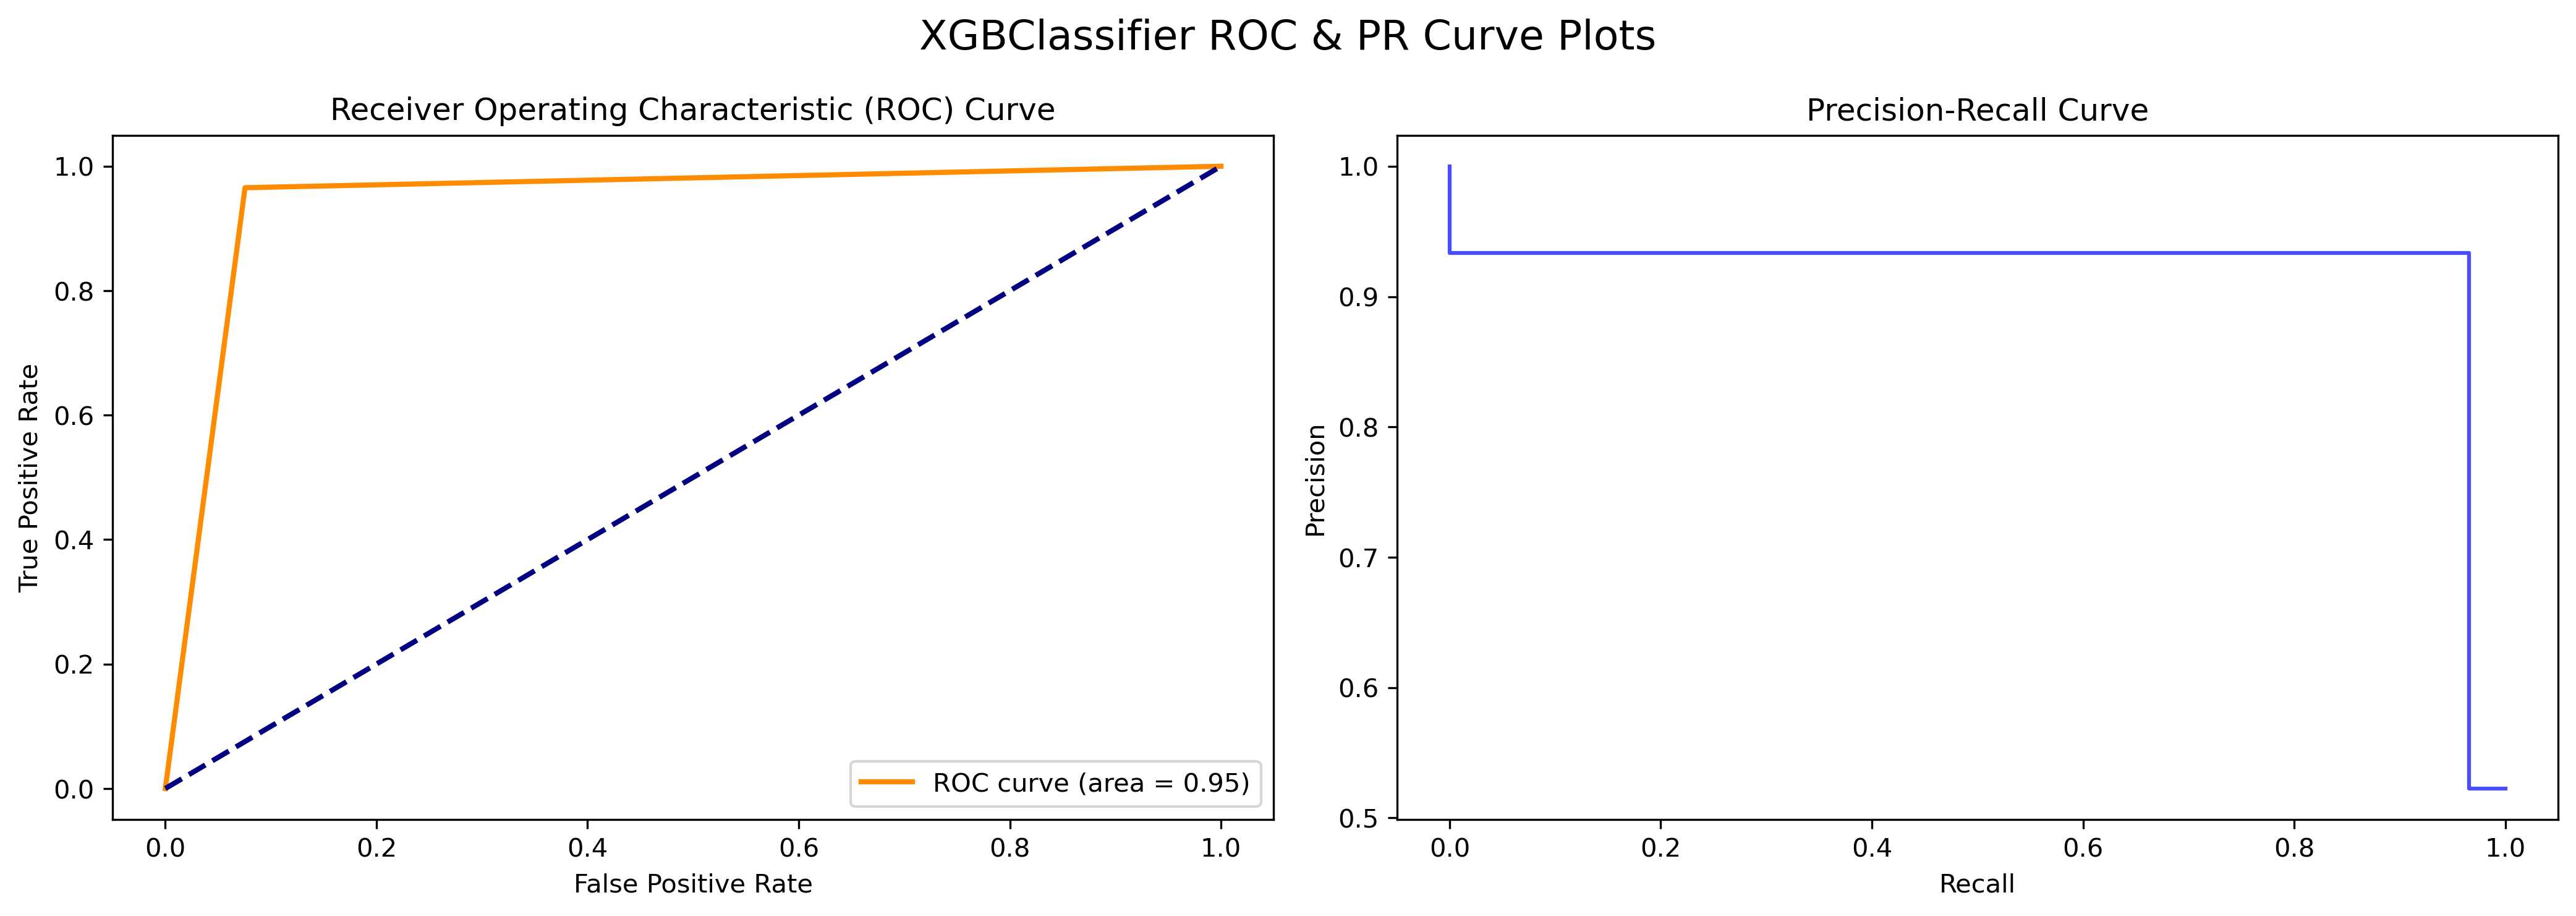 XGBClassifier ROC & PR Curve Plots
Receiver Operating Characteristic (ROC) Curve
True Positive Rate
1.0
0.8
0.6
0.4
0.2
0.0
ROC curve (area = 0.95)
0.0 0.2 0.4 0.6 0.8 1.0
False Positive Rate
Precision-Recall Curve
Precision
1.0
0.9
0.8
0.7
0.6
0.5
0.0 0.2 0.4 0.6 0.8 1.0
Recall